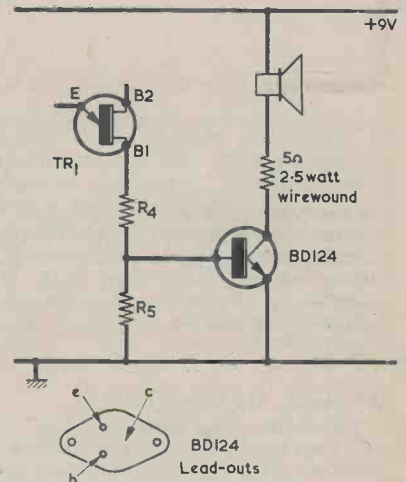 +9V
E
B2
TR1
B1
5Ω
2·5 watt
wirewound
R4
BD124
R5
e
c
BD124
Lead-outs
b